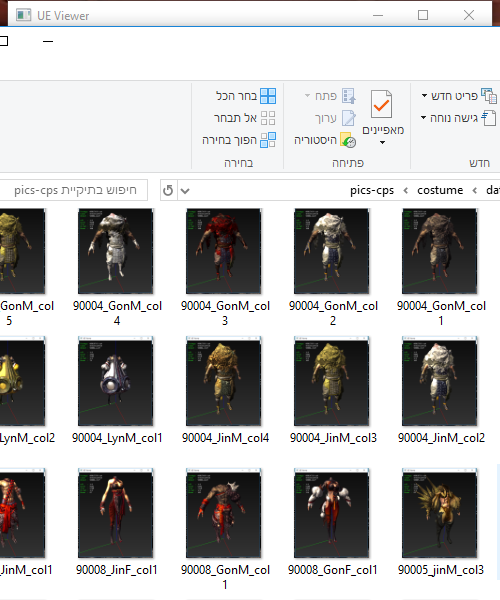 UE Viewer
פריט חדש
גישה נוחה
חדש
מאפיינים
פתח
ערוך
היסטוריה
פתיחה
בחר הכל
אל תבחר
הפוך בחירה
בחירה
da < costume < pics-cps
חיפוש בתיקיית pics-cps
GonM_col5
90004_GonM_col4
90004_GonM_col3
90004_GonM_col2
90004_GonM_col1
LynM_col2
90004_LynM_col1
90004_JinM_col4
90004_JinM_col3
90004_JinM_col2
JinM_col1
90008_JinF_col1
90008_GonM_col1
90008_GonF_col1
90005_jinM_col3